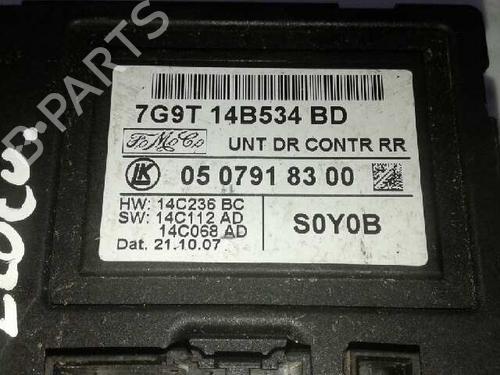 B-PARTS
7G9T 14B534 BD
FoMoCo
UNT DR CONTR RR
LK
05 0791 83 00
HW: 14C236 BC
SW: 14C112 AD
14C068 AD
Dat. 21.10.07
S0Y0B